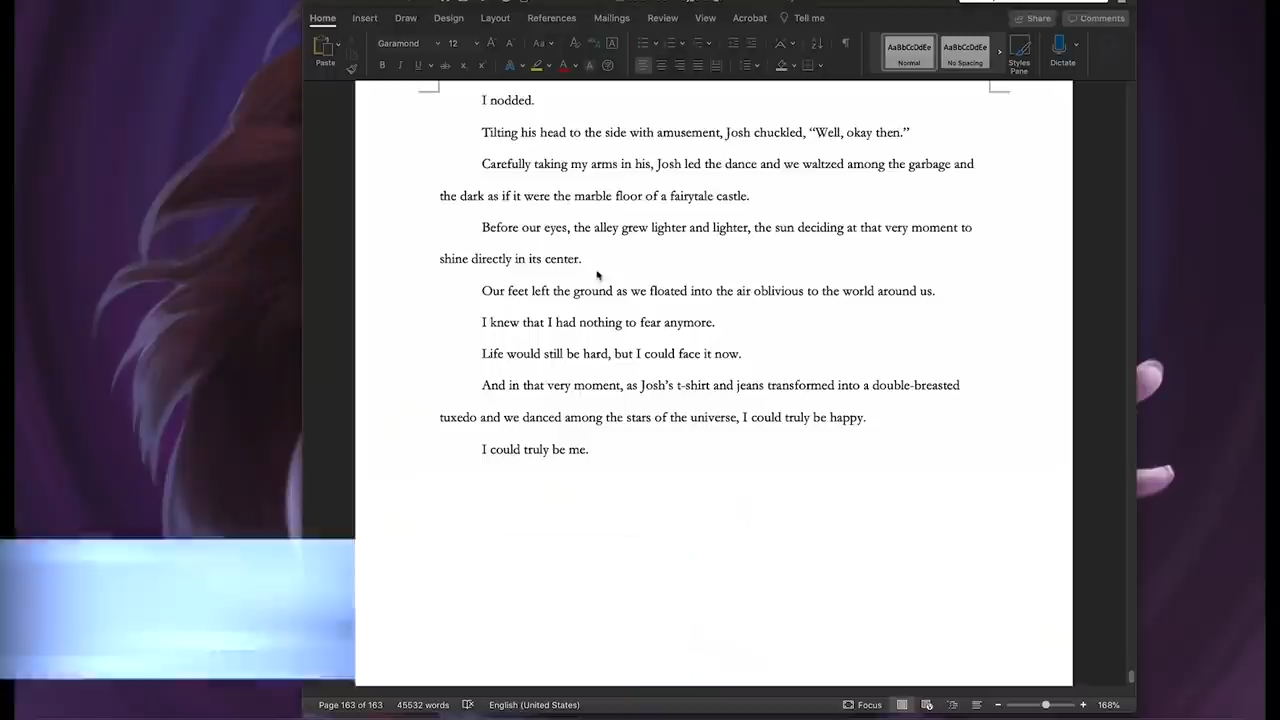 Home Insert Draw Design Layout References Mailings Review View Acrobat Tell me Share Comments
Garamond 12 Aa A
AaBbCcDdEe AaBbCcDdEe
Paste B I U ab x x A A Normal No Spacing Styles Pane Dictate
I nodded.
Tilting his head to the side with amusement, Josh chuckled, “Well, okay then.”
Carefully taking my arms in his, Josh led the dance and we waltzed among the garbage and
the dark as if it were the marble floor of a fairytale castle.
Before our eyes, the alley grew lighter and lighter, the sun deciding at that very moment to
shine directly in its center.
Our feet left the ground as we floated into the air oblivious to the world around us.
I knew that I had nothing to fear anymore.
Life would still be hard, but I could face it now.
And in that very moment, as Josh’s t-shirt and jeans transformed into a double-breasted
tuxedo and we danced among the stars of the universe, I could truly be happy.
I could truly be me.
Page 163 of 163 45532 words English (United States) Focus 168%